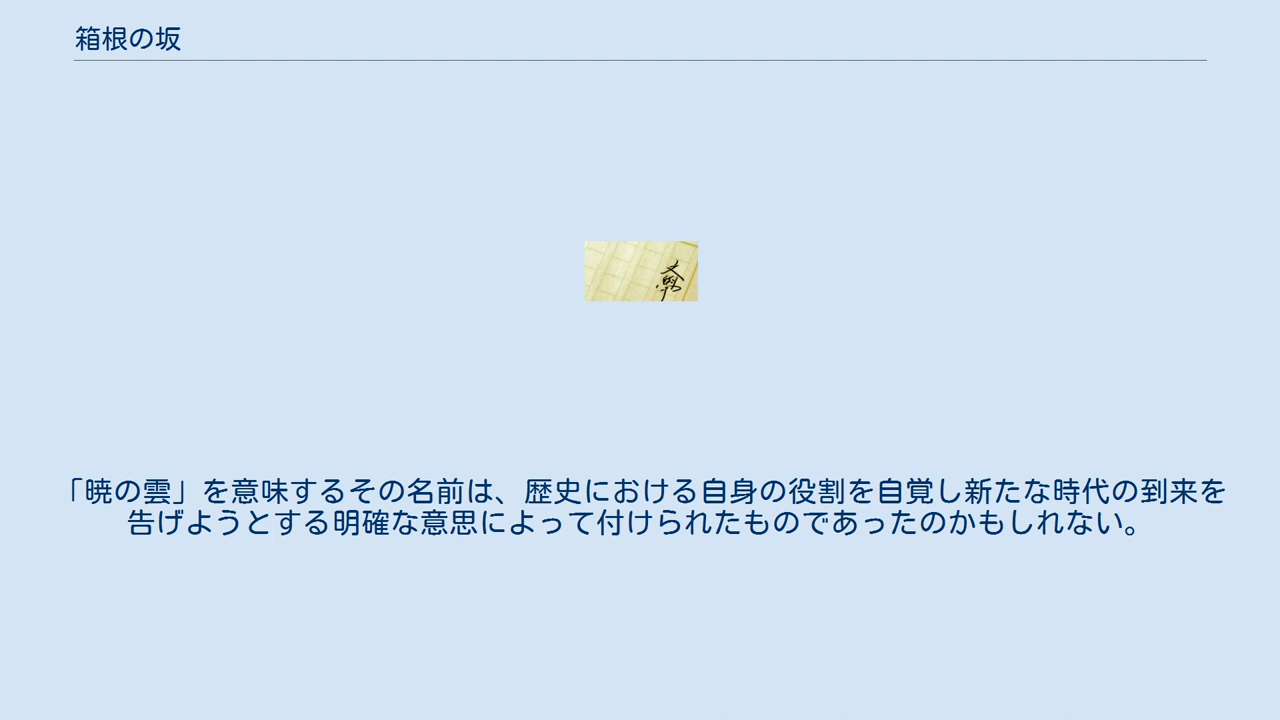 箱根の坂
「暁の雲」を意味するその名前は、歴史における自身の役割を自覚し新たな時代の到来を
告げようとする明確な意思によって付けられたものであったのかもしれない。